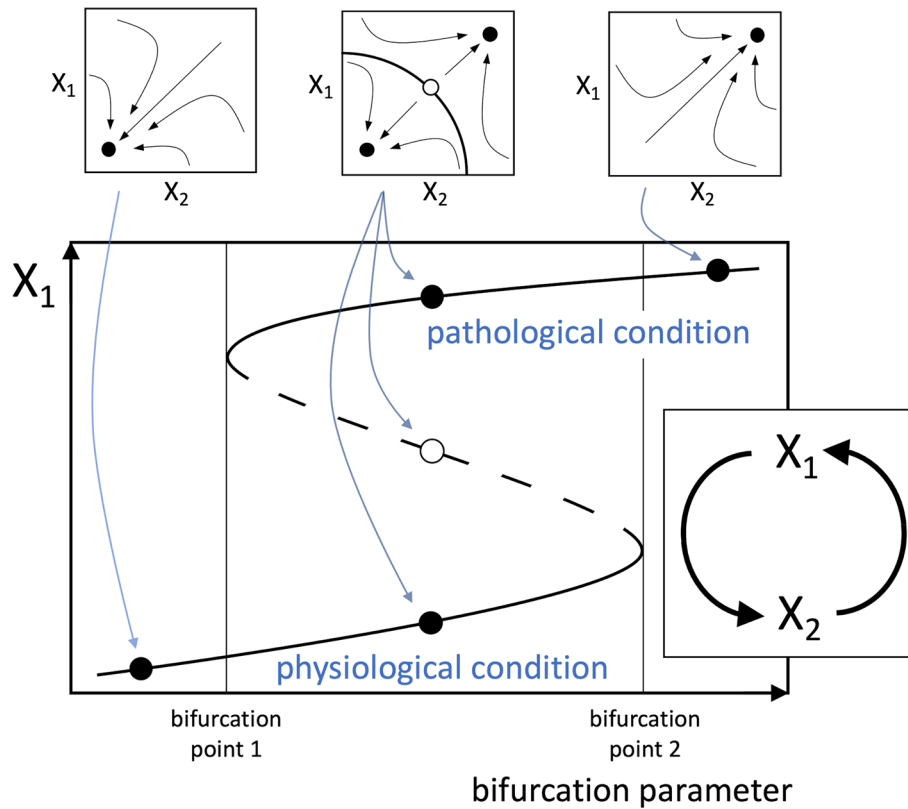 X₁
X₂
X₁
X₂
X₁
X₂
X₁
pathological condition
X₁
X₂
physiological condition
bifurcation
point 1
bifurcation
point 2
bifurcation parameter